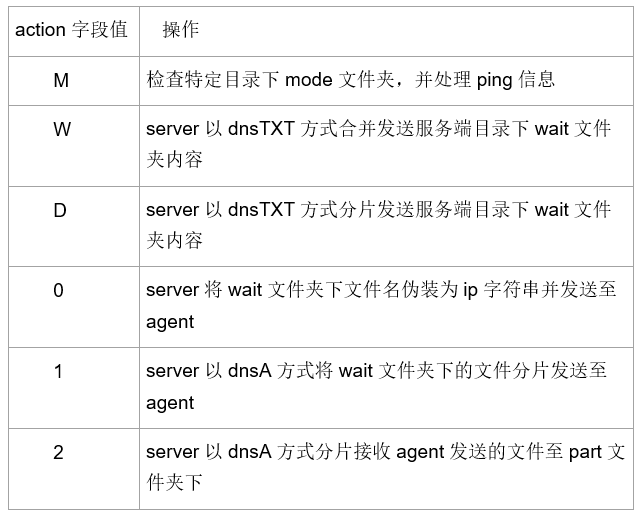 action 字段值 操作
M 检查特定目录下 mode 文件夹，并处理 ping 信息
W server 以 dnsTXT 方式合并发送服务端目录下 wait 文件
夹内容
D server 以 dnsTXT 方式分片发送服务端目录下 wait 文件
夹内容
0 server 将 wait 文件夹下文件名伪装为 ip 字符串并发送至
agent
1 server 以 dnsA 方式将 wait 文件夹下的文件分片发送至
agent
2 server 以 dnsA 方式分片接收 agent 发送的文件至 part 文
件夹下